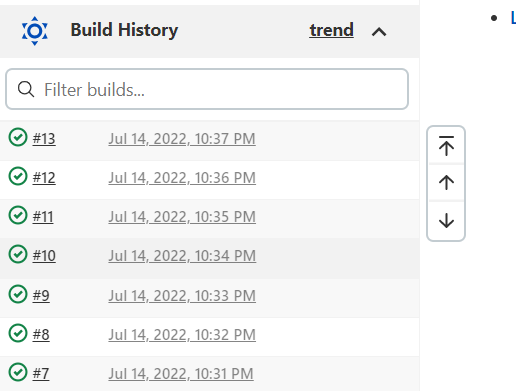 Build History trend
Filter builds...
#13 Jul 14, 2022, 10:37 PM
#12 Jul 14, 2022, 10:36 PM
#11 Jul 14, 2022, 10:35 PM
#10 Jul 14, 2022, 10:34 PM
#9 Jul 14, 2022, 10:33 PM
#8 Jul 14, 2022, 10:32 PM
#7 Jul 14, 2022, 10:31 PM